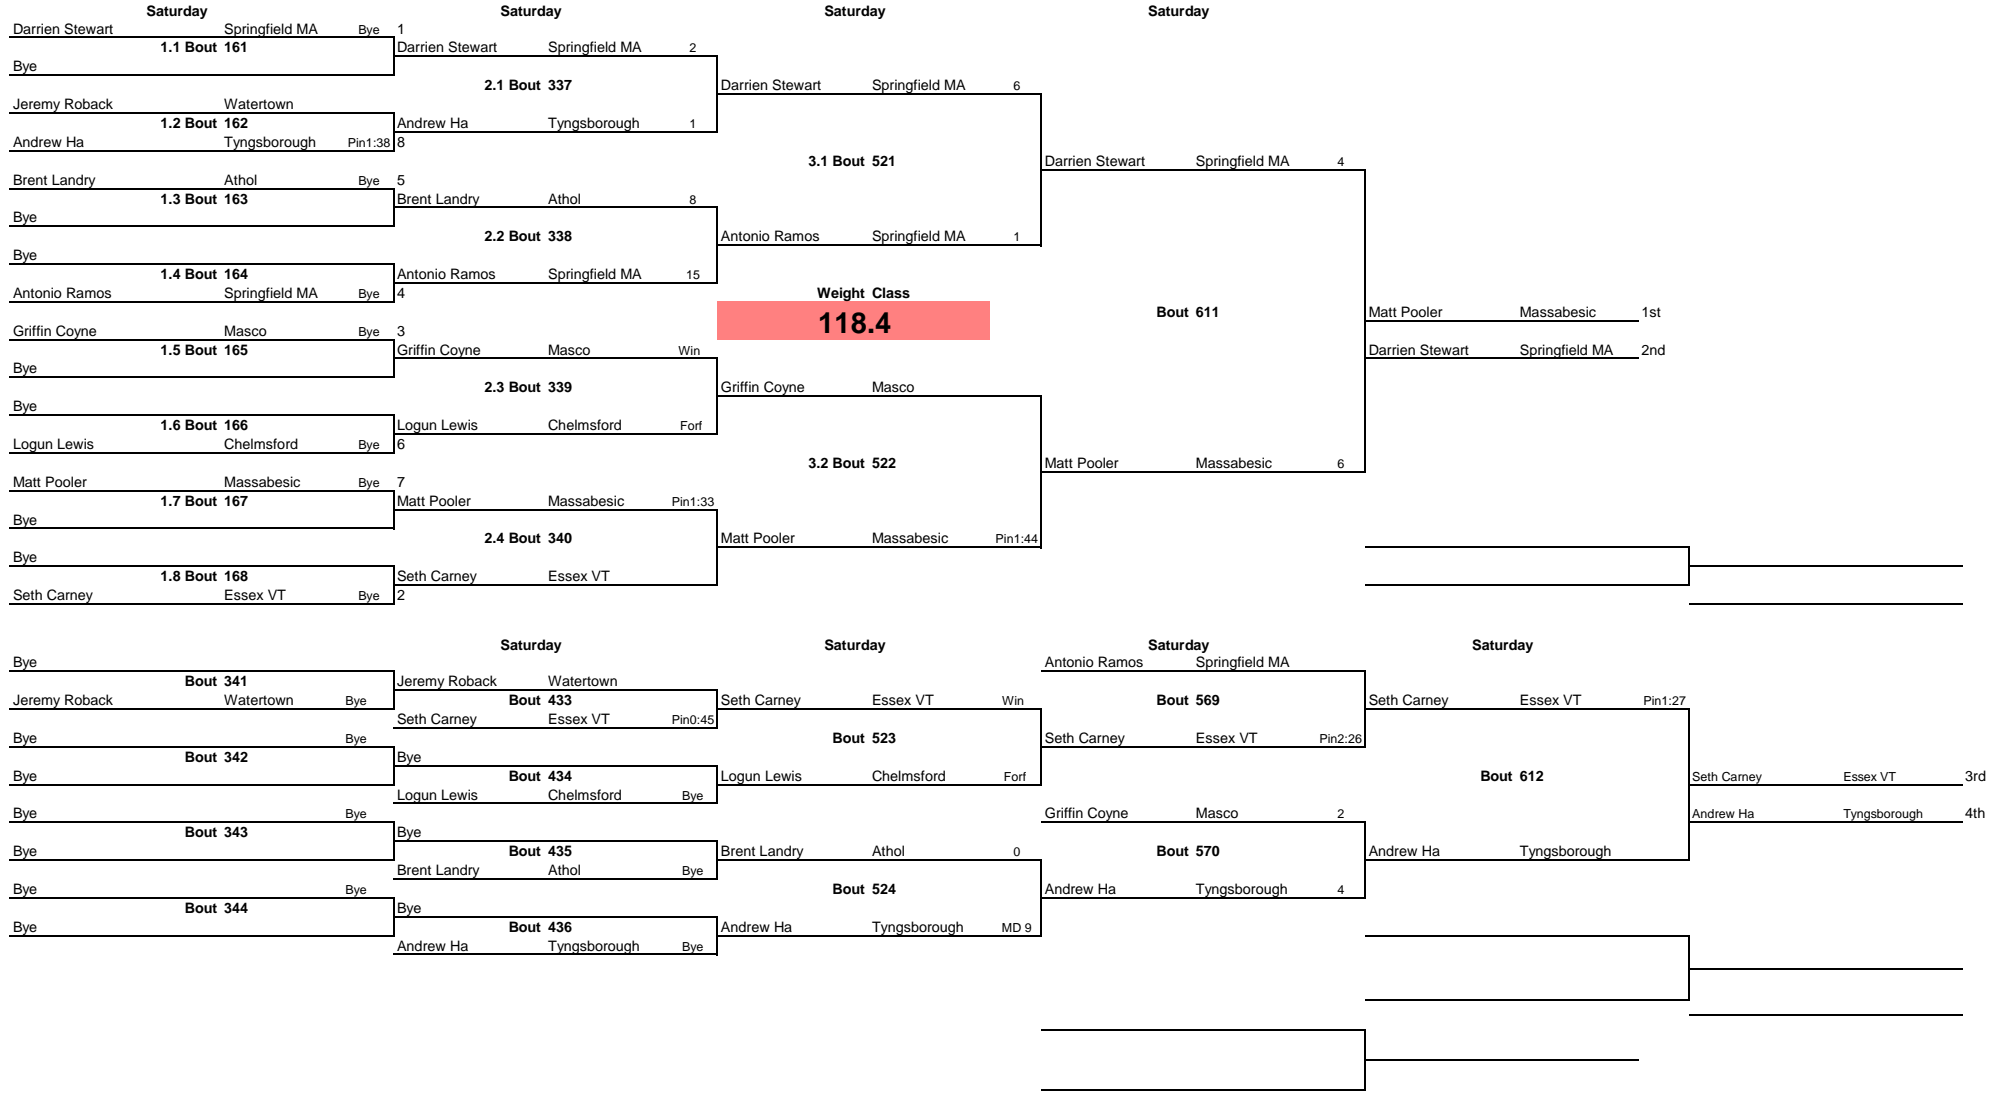 Saturday Saturday Saturday Saturday
Darrien Stewart Springfield MA Bye 1
1.1 Bout 161 Darrien Stewart Springfield MA 2
Bye
2.1 Bout 337 Darrien Stewart Springfield MA 6
Jeremy Roback Watertown
1.2 Bout 162 Andrew Ha Tyngsborough 1
Andrew Ha Tyngsborough Pin1:38 8
3.1 Bout 521 Darrien Stewart Springfield MA 4
Brent Landry Athol Bye 5
1.3 Bout 163 Brent Landry Athol 8
Bye
2.2 Bout 338 Antonio Ramos Springfield MA 1
Bye
1.4 Bout 164 Antonio Ramos Springfield MA 15
Antonio Ramos Springfield MA Bye 4 Weight Class
118.4 Bout 611 Matt Pooler Massabesic 1st
Griffin Coyne Masco Bye 3
1.5 Bout 165 Griffin Coyne Masco Win Darrien Stewart Springfield MA 2nd
Bye
2.3 Bout 339 Griffin Coyne Masco
Bye
1.6 Bout 166 Logun Lewis Chelmsford Forf
Logun Lewis Chelmsford Bye 6
3.2 Bout 522 Matt Pooler Massabesic 6
Matt Pooler Massabesic Bye 7
1.7 Bout 167 Matt Pooler Massabesic Pin1:33
Bye
2.4 Bout 340 Matt Pooler Massabesic Pin1:44
Bye
1.8 Bout 168 Seth Carney Essex VT
Seth Carney Essex VT Bye 2
Saturday Saturday Saturday Saturday
Bye Antonio Ramos Springfield MA
Bout 341 Jeremy Roback Watertown
Jeremy Roback Watertown Bye Bout 433 Seth Carney Essex VT Win Bout 569 Seth Carney Essex VT Pin1:27
Seth Carney Essex VT Pin0:45
Bye Bye Bout 523 Seth Carney Essex VT Pin2:26
Bout 342 Bye
Bye Bout 434 Logun Lewis Chelmsford Forf Bout 612 Seth Carney Essex VT 3rd
Logun Lewis Chelmsford Bye
Bye Bye Griffin Coyne Masco 2 Andrew Ha Tyngsborough 4th
Bout 343 Bye
Bye Bout 435 Brent Landry Athol 0 Bout 570 Andrew Ha Tyngsborough
Brent Landry Athol Bye
Bye Bye Bout 524 Andrew Ha Tyngsborough 4
Bout 344 Bye
Bye Bout 436 Andrew Ha Tyngsborough MD 9
Andrew Ha Tyngsborough Bye